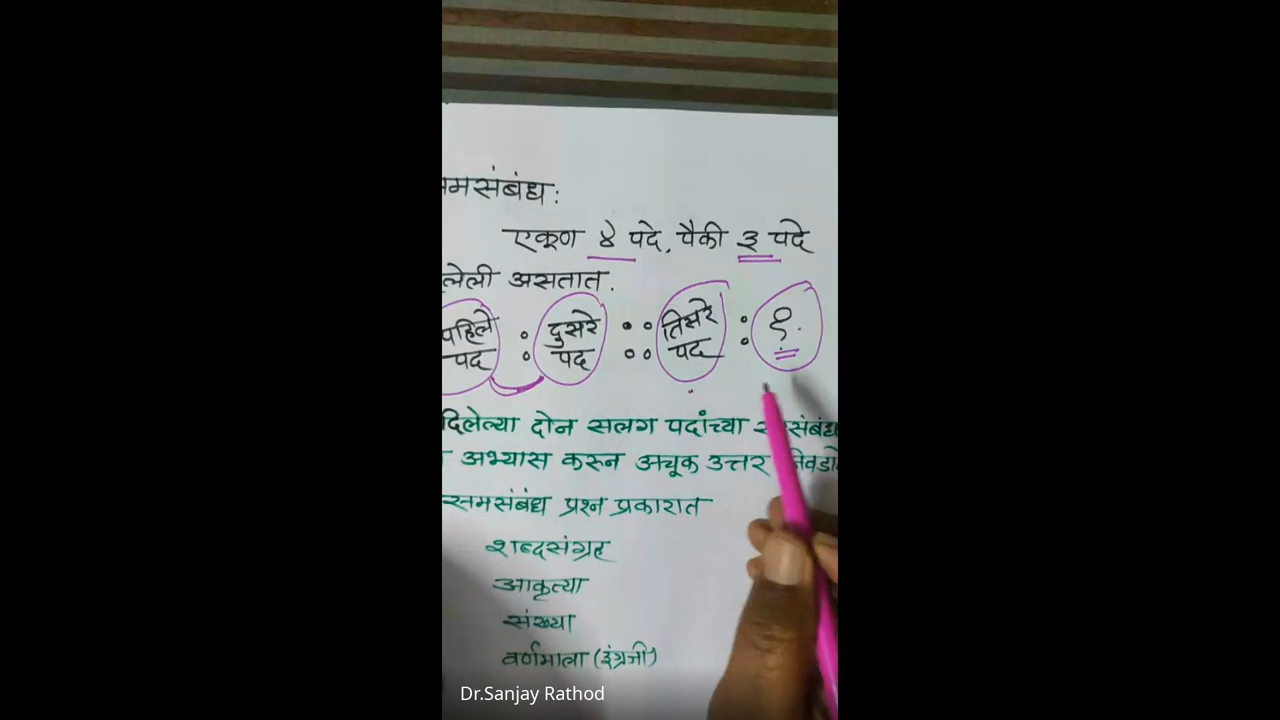 समसंबंध:
एकूण ४ पदे, पैकी ३ पदे
लेली असतात.
पहिले पद : दुसरे पद :: तिसरे पद : ?
दिलेल्या दोन सलग पदांच्या
अभ्यास करून अचूक उत्तर
समसंबंध प्रश्न प्रकारात
शब्दसंग्रह
आकृत्या
संख्या
वर्णमाला (इंग्रजी)
Dr.Sanjay Rathod